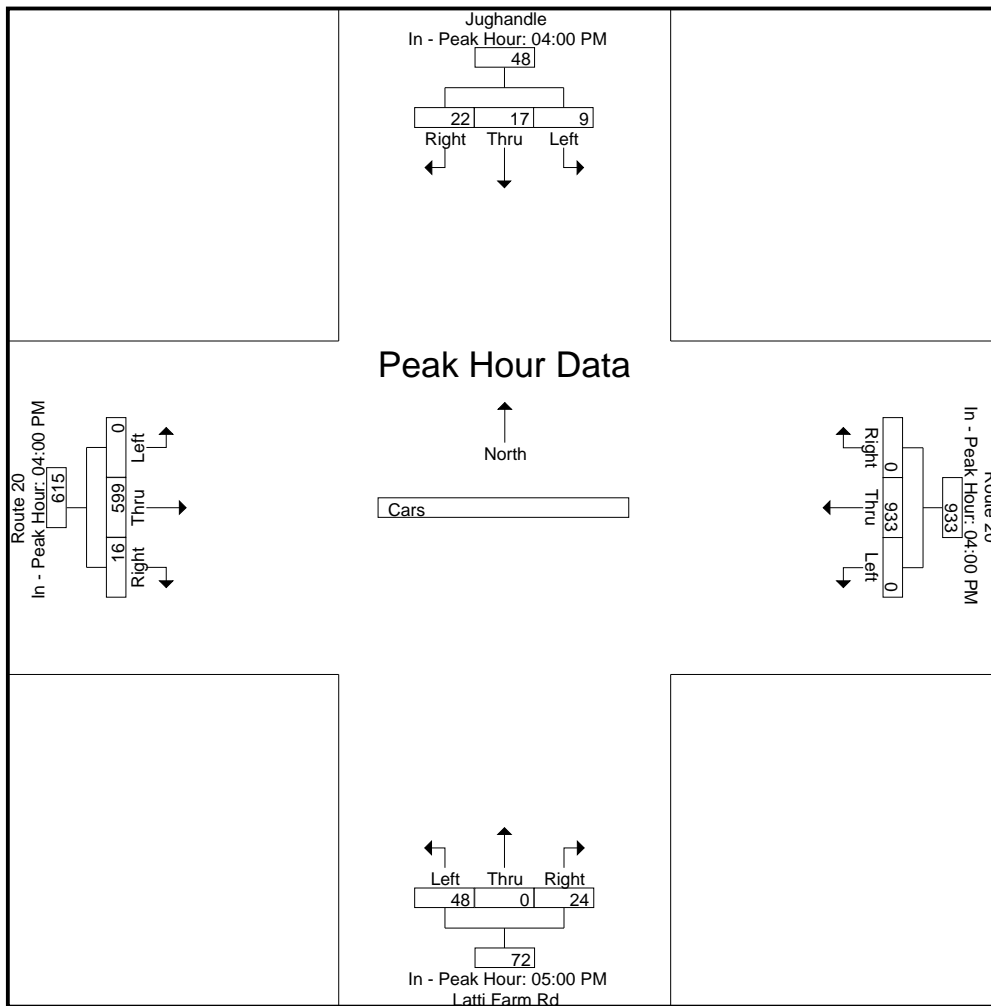 Jughandle
In - Peak Hour: 04:00 PM
48
22 17 9
Right Thru Left
Peak Hour Data
North
Cars
Route 20
In - Peak Hour: 04:00 PM
615
0 599 16
Left Thru Right
Route 20
In - Peak Hour: 04:00 PM
933
0 933 0
Right Thru Left
Left Thru Right
48 0 24
72
In - Peak Hour: 05:00 PM
Latti Farm Rd